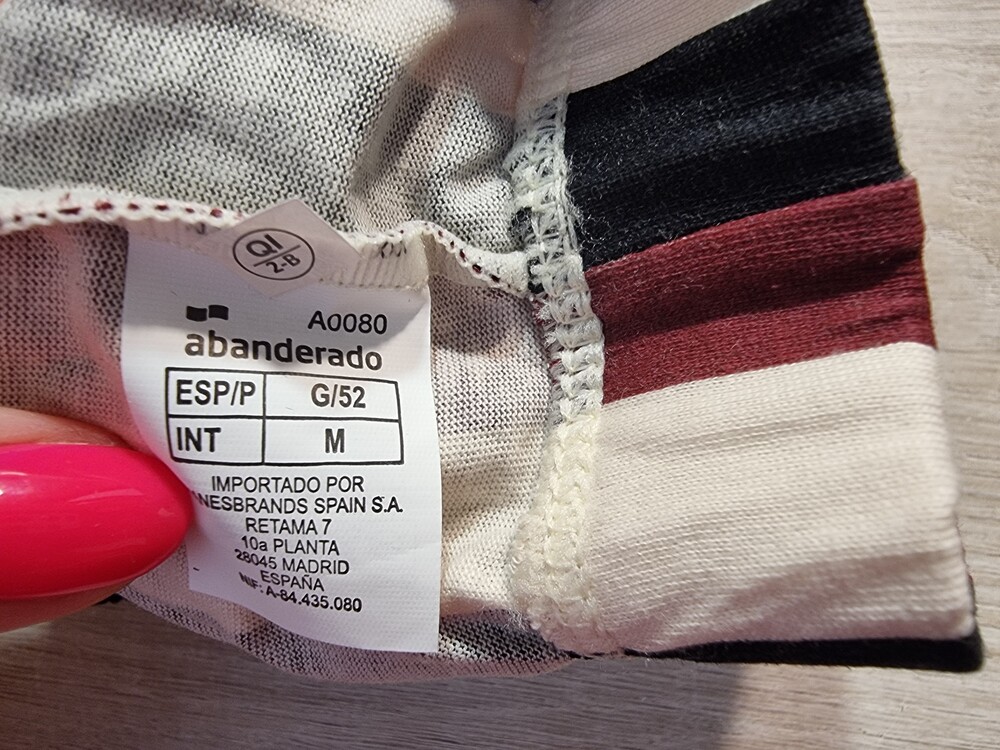 QI
2-B
A0080
abanderado
ESP/P G/52
INT M
IMPORTADO POR
NESBRANDS SPAIN S.A.
RETAMA 7
10a PLANTA
28045 MADRID
ESPAÑA
NIF: A-84.435.080